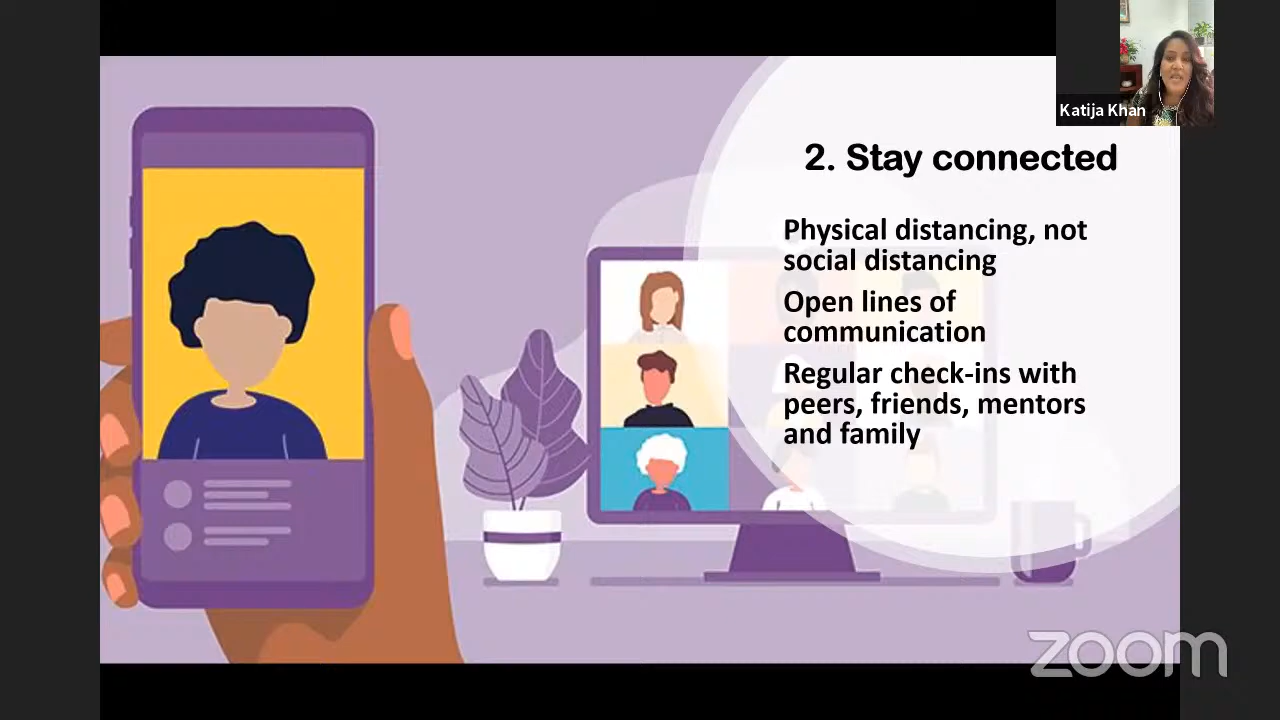 Katija Khan
2. Stay connected
Physical distancing, not
social distancing
Open lines of
communication
Regular check-ins with
peers, friends, mentors
and family
zoom